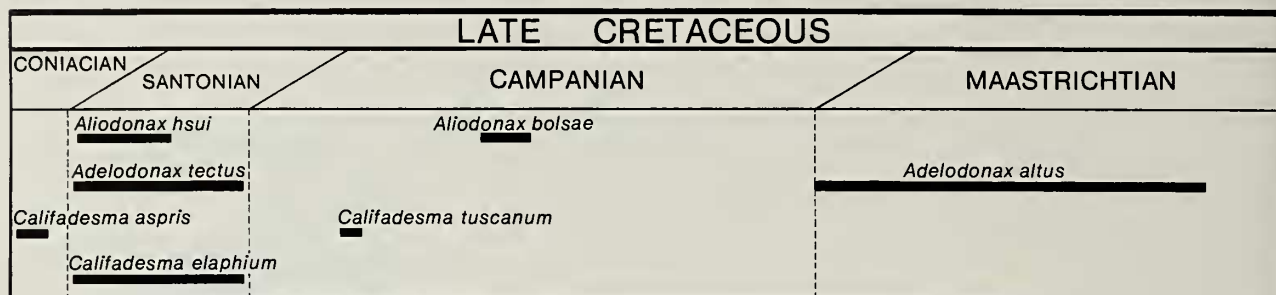 LATE CRETACEOUS
CONIACIAN
SANTONIAN
CAMPANIAN
MAASTRICHTIAN
Aliodonax hsui
Aliodonax bolsae
Adelodonax tectus
Adelodonax altus
Califadesma aspris
Califadesma tuscanum
Califadesma elaphium